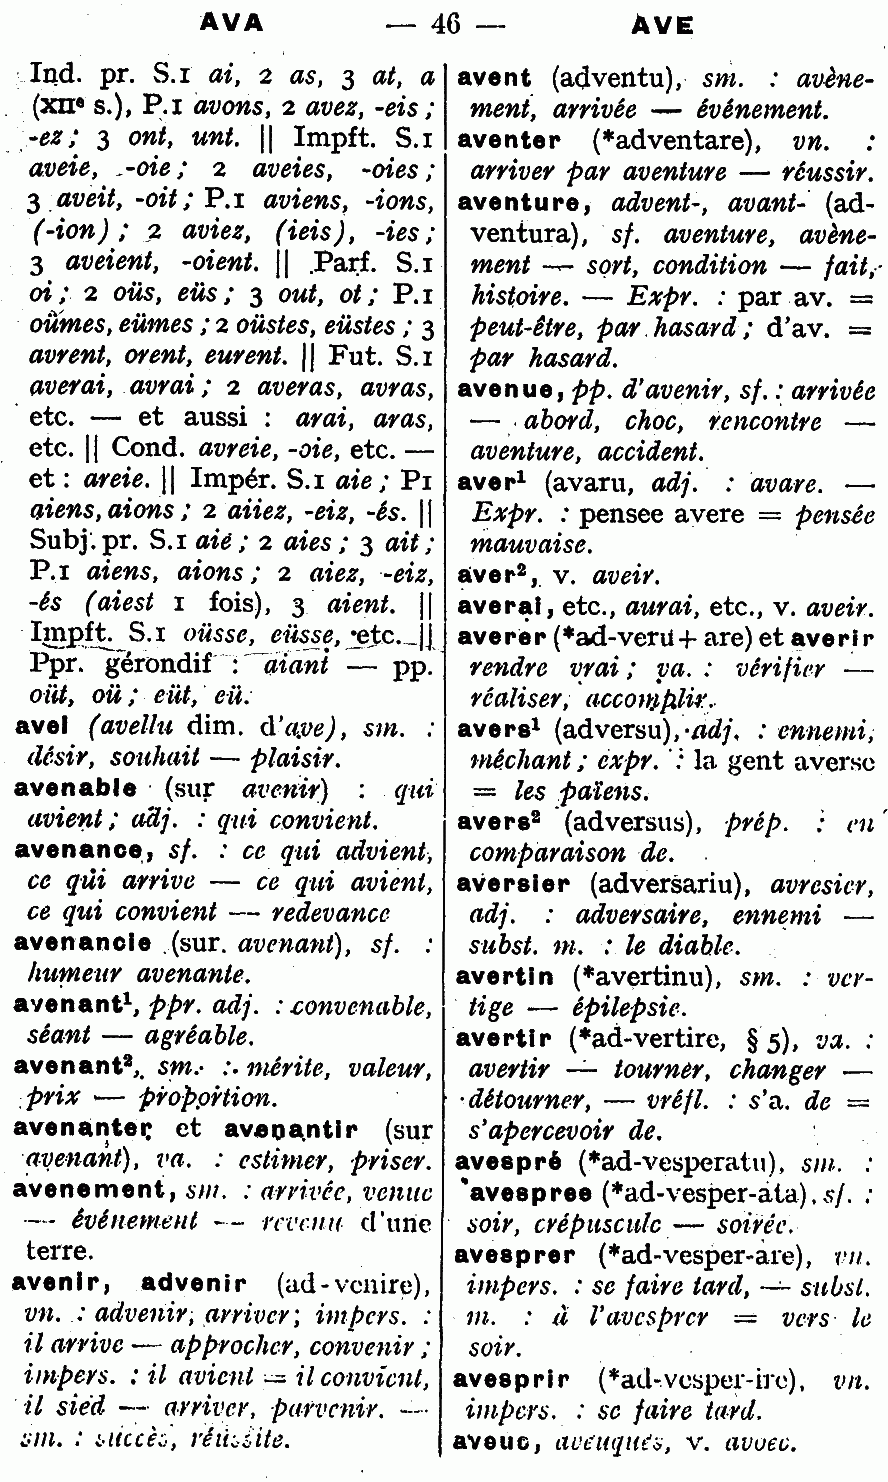 AVA — 46 — AVE
Ind. pr. S.1 ai, 2 as, 3 at, a
(XIIᵉ s.), P.1 avons, 2 avez, -eis ;
-ez ; 3 ont, unt. || Impft. S.1
aveie, -oie ; 2 aveies, -oies ;
3 aveit, -oit ; P.1 aviens, -ions,
(-ion) ; 2 aviez, (ieis), -ies ;
3 aveient, -oient. || Parf. S.1
oi ; 2 oüs, eüs ; 3 out, ot ; P.1
oümes, eümes ; 2 oüstes, eüstes ; 3
avrent, orent, eurent. || Fut. S.1
averai, avrai ; 2 averas, avras,
etc. — et aussi : arai, aras,
etc. || Cond. avreie, -oie, etc. —
et : areie. || Impér. S.1 aie ; P1
aiens, aions ; 2 aiiez, -eiz, -és. ||
Subj. pr. S.1 aie ; 2 aies ; 3 ait ;
P.1 aiens, aions ; 2 aiez, -eiz,
-és (aiest 1 fois), 3 aient. ||
Impft. S.1 oüsse, eüsse, etc. ||
Ppr. gérondif : aiant — pp.
oüt, oü ; eüt, eü.
avel (avellu dim. d'ave), sm. :
désir, souhait — plaisir.
avenable (sur avenir) : qui
avient ; adj. : qui convient.
avenance, sf. : ce qui advient,
ce qui arrive — ce qui avient,
ce qui convient — redevance
avenancie (sur. avenant), sf. :
humeur avenante.
avenant¹, ppr. adj. : convenable,
séant — agréable.
avenant², sm. : mérite, valeur,
prix — proportion.
avenanter et avenantir (sur
avenant), va. : estimer, priser.
avenement, sm. : arrivée, venue
— événement — revenu d'une
terre.
avenir, advenir (ad-venire),
vn. : advenir, arriver ; impers. :
il arrive — approcher, convenir ;
impers. : il avient = il convient,
il sied — arriver, parvenir. —
sm. : succès, réussite.
avent (adventu), sm. : avène-
ment, arrivée — événement.
aventer (*adventare), vn. :
arriver par aventure — réussir.
aventure, advent-, avant- (ad-
ventura), sf. aventure, avène-
ment — sort, condition — fait,
histoire. — Expr. : par av. =
peut-être, par hasard ; d'av. =
par hasard.
avenue, pp. d'avenir, sf. : arrivée
— abord, choc, rencontre —
aventure, accident.
aver¹ (avaru, adj. : avare. —
Expr. : pensee avere = pensée
mauvaise.
aver², v. aveir.
averai, etc., aurai, etc., v. aveir.
averer (*ad-veru + are) et averir
rendre vrai ; va. : vérifier —
réaliser, accomplir.
avers¹ (adversu), adj. : ennemi,
méchant ; expr. : la gent averse
= les païens.
avers² (adversus), prép. : en
comparaison de.
aversier (adversariu), avresier,
adj. : adversaire, ennemi —
subst. m. : le diable.
avertin (*avertinu), sm. : ver-
tige — épilepsie.
avertir (*ad-vertire, § 5), va. :
avertir — tourner, changer —
détourner, — vréfl. : s'a. de =
s'apercevoir de.
avespré (*ad-vesperatu), sm. :
avespree (*ad-vesper-ata), sf. :
soir, crépuscule — soirée.
avesprer (*ad-vesper-are), vn.
impers. : se faire tard, — subst.
m. : à l'avesprer = vers le
soir.
avesprir (*ad-vesper-ire), vn.
impers. : se faire tard.
aveuc, aveuques, v. avoec.